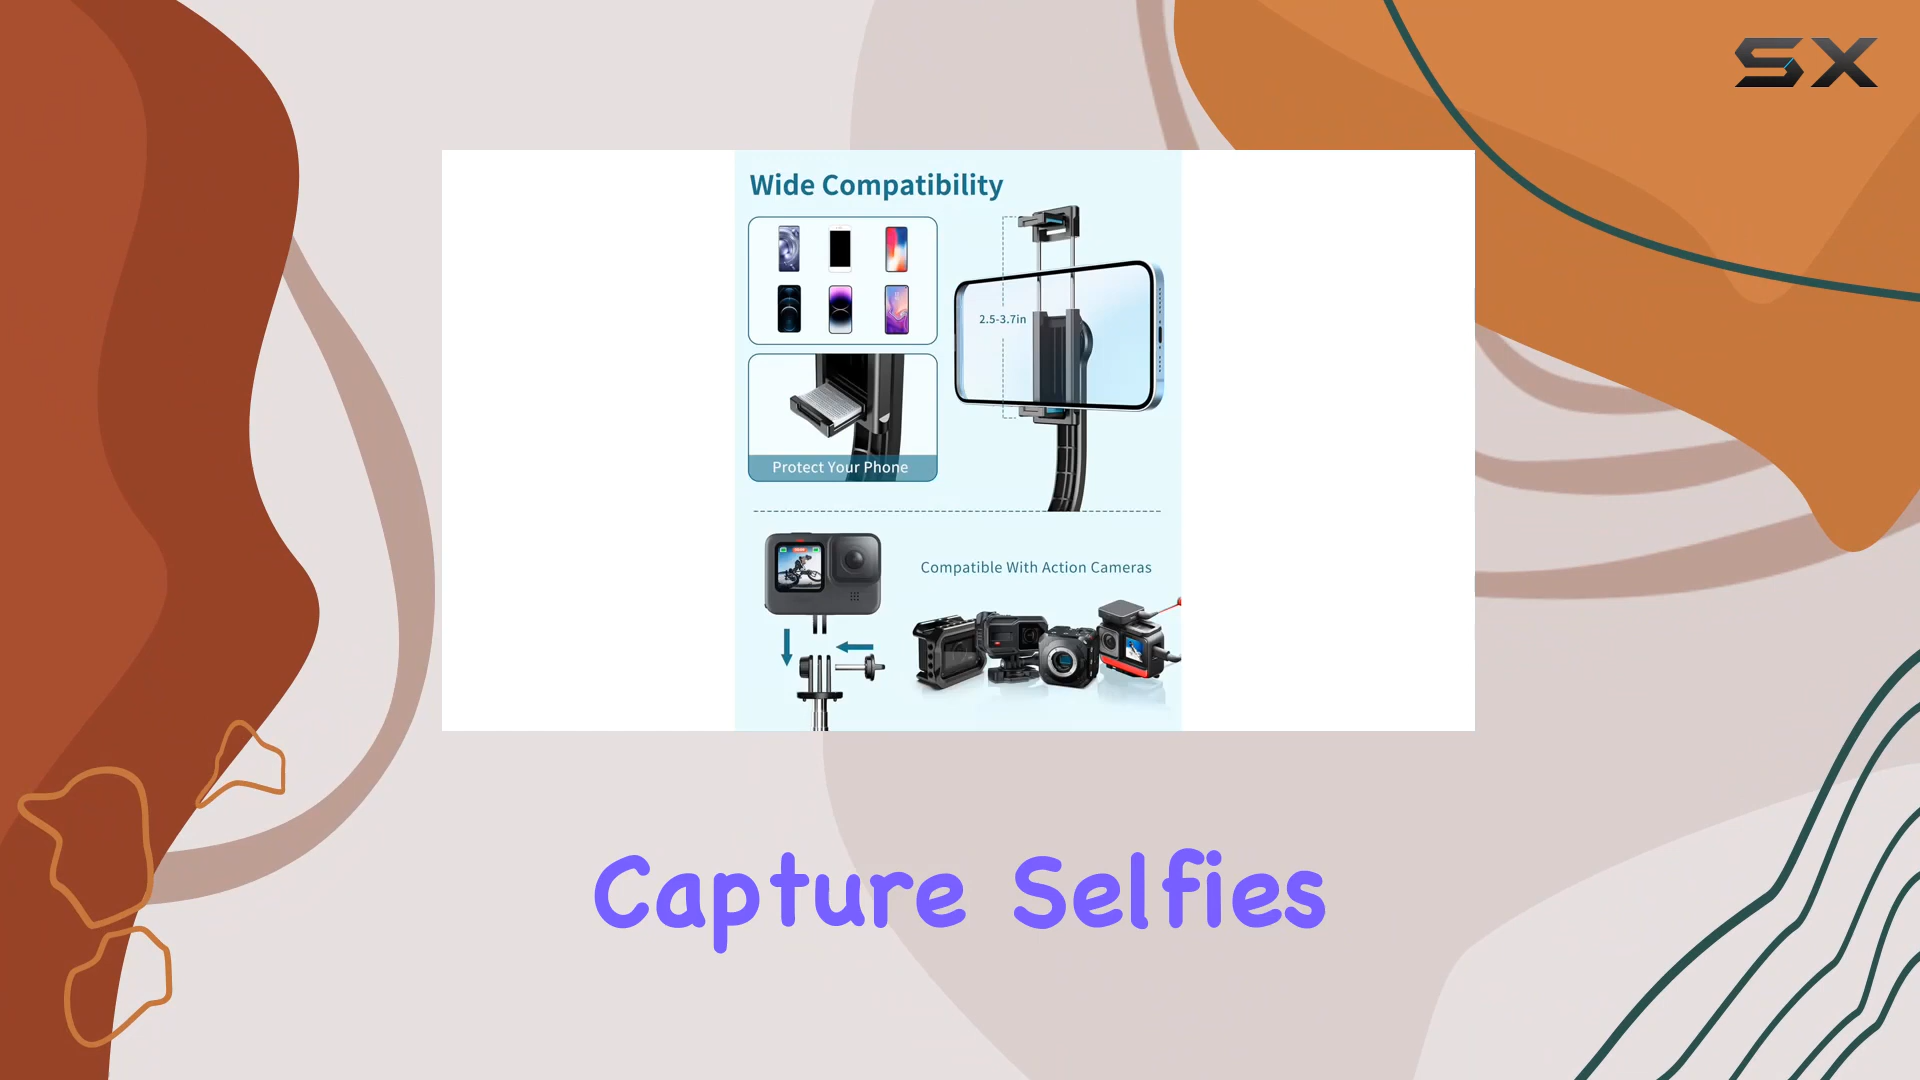 SX
Wide Compatibility
2.5-3.7in
Protect Your Phone
Compatible With Action Cameras
Capture Selfies